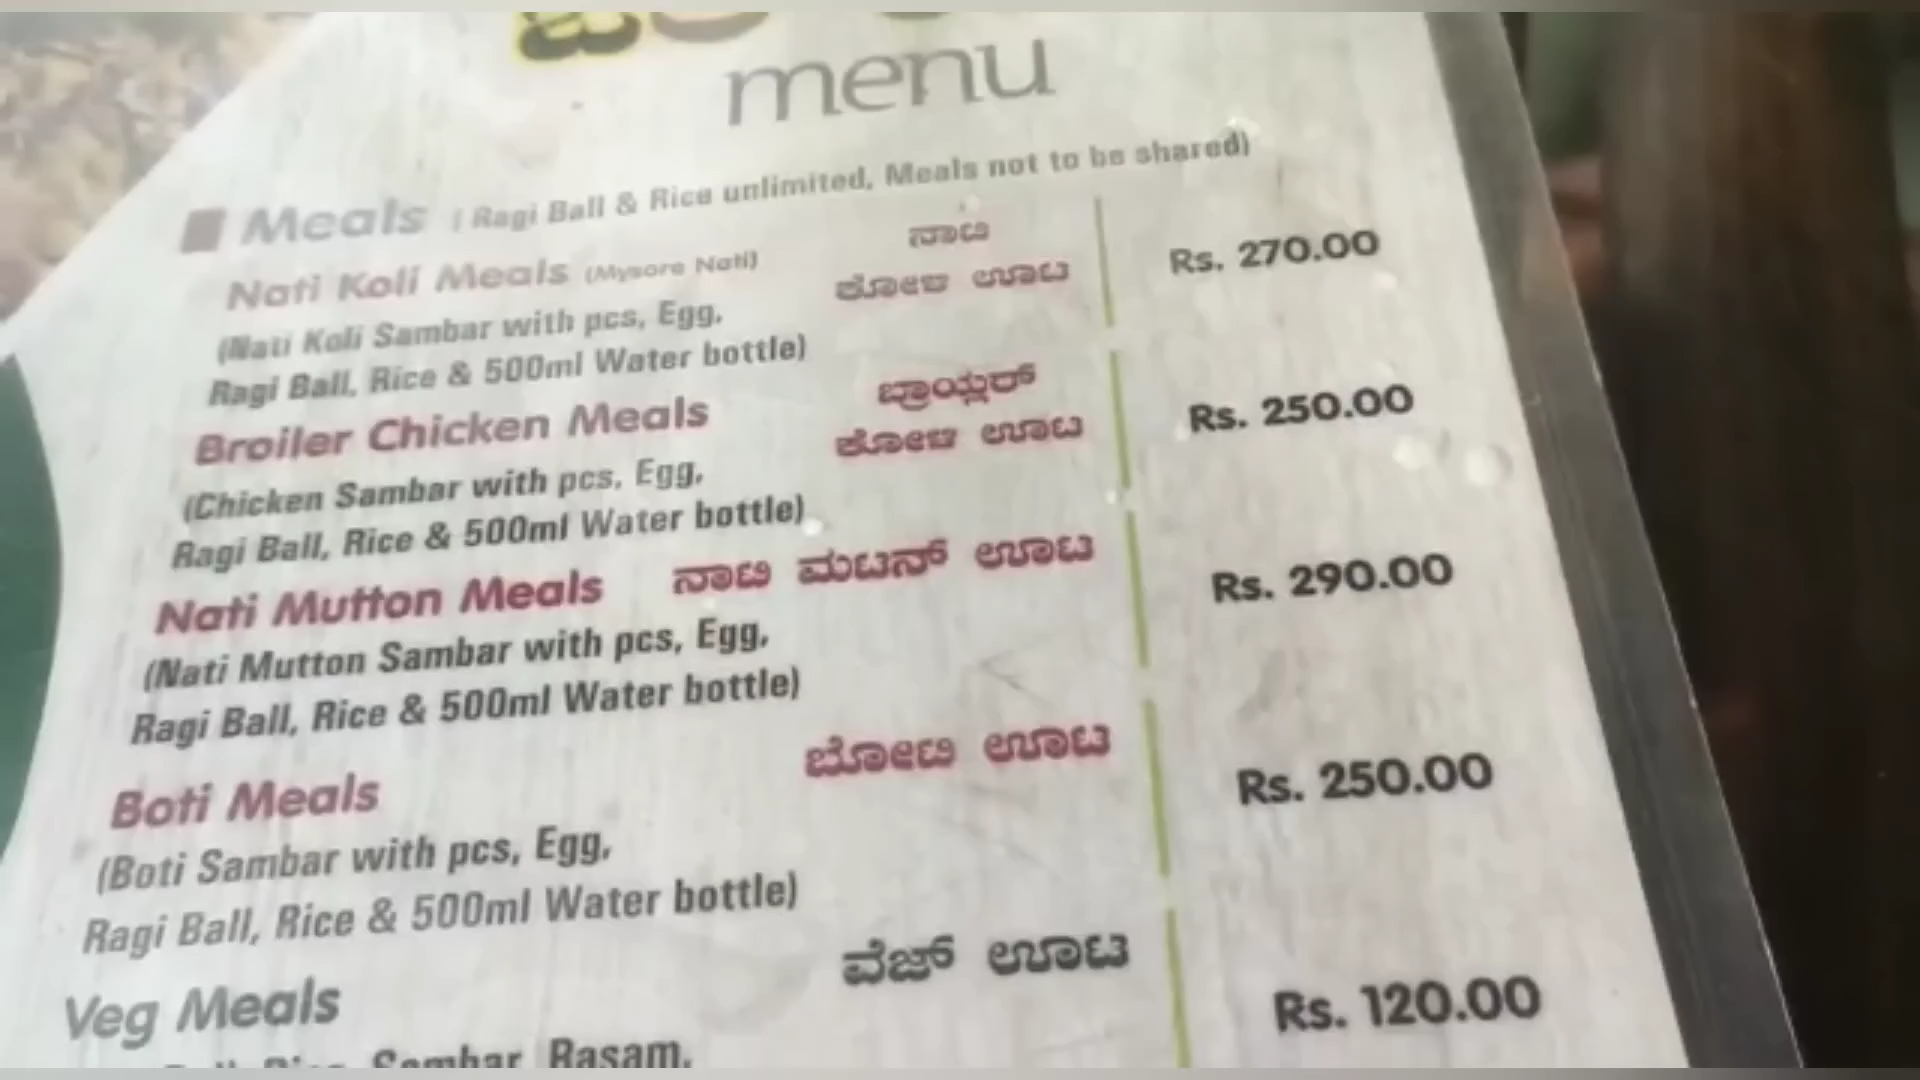 menu
Meals ( Ragi Ball & Rice unlimited, Meals not to be shared)
Nati Koli Meals (Mysore Nati)
ನಾಟಿ
ಕೋಳಿ ಊಟ
Rs. 270.00
(Nati Koli Sambar with pcs, Egg,
Ragi Ball, Rice & 500ml Water bottle)
Broiler Chicken Meals
ಬ್ರಾಯ್ಲರ್
ಕೋಳಿ ಊಟ
Rs. 250.00
(Chicken Sambar with pcs, Egg,
Ragi Ball, Rice & 500ml Water bottle)
Nati Mutton Meals ನಾಟಿ ಮಟನ್ ಊಟ
Rs. 290.00
(Nati Mutton Sambar with pcs, Egg,
Ragi Ball, Rice & 500ml Water bottle)
Boti Meals
ಬೋಟಿ ಊಟ
Rs. 250.00
(Boti Sambar with pcs, Egg,
Ragi Ball, Rice & 500ml Water bottle)
Veg Meals
ವೆಜ್ ಊಟ
Rs. 120.00
Sambar, Rasam,